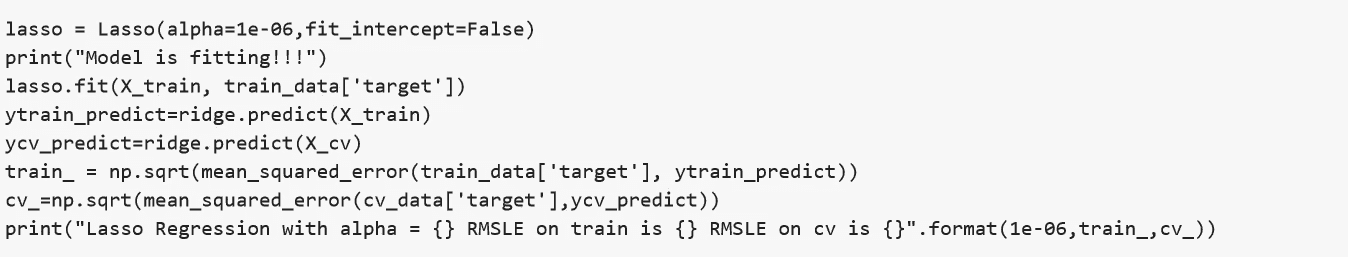 lasso = Lasso(alpha=1e-06,fit_intercept=False)
print("Model is fitting!!!")
lasso.fit(X_train, train_data['target'])
ytrain_predict=ridge.predict(X_train)
ycv_predict=ridge.predict(X_cv)
train_ = np.sqrt(mean_squared_error(train_data['target'], ytrain_predict))
cv_=np.sqrt(mean_squared_error(cv_data['target'],ycv_predict))
print("Lasso Regression with alpha = {} RMSLE on train is {} RMSLE on cv is {}".format(1e-06,train_,cv_))